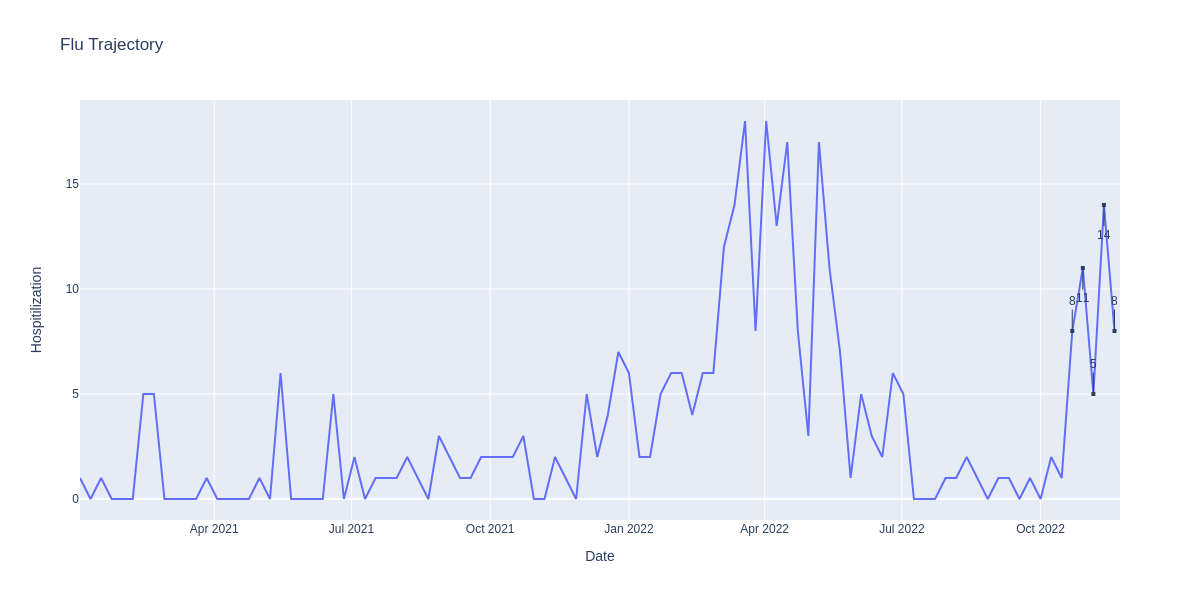 Flu Trajectory
Hospitilization
15
10
5
0
14
8
11
8
5
Apr 2021
Jul 2021
Oct 2021
Jan 2022
Apr 2022
Jul 2022
Oct 2022
Date